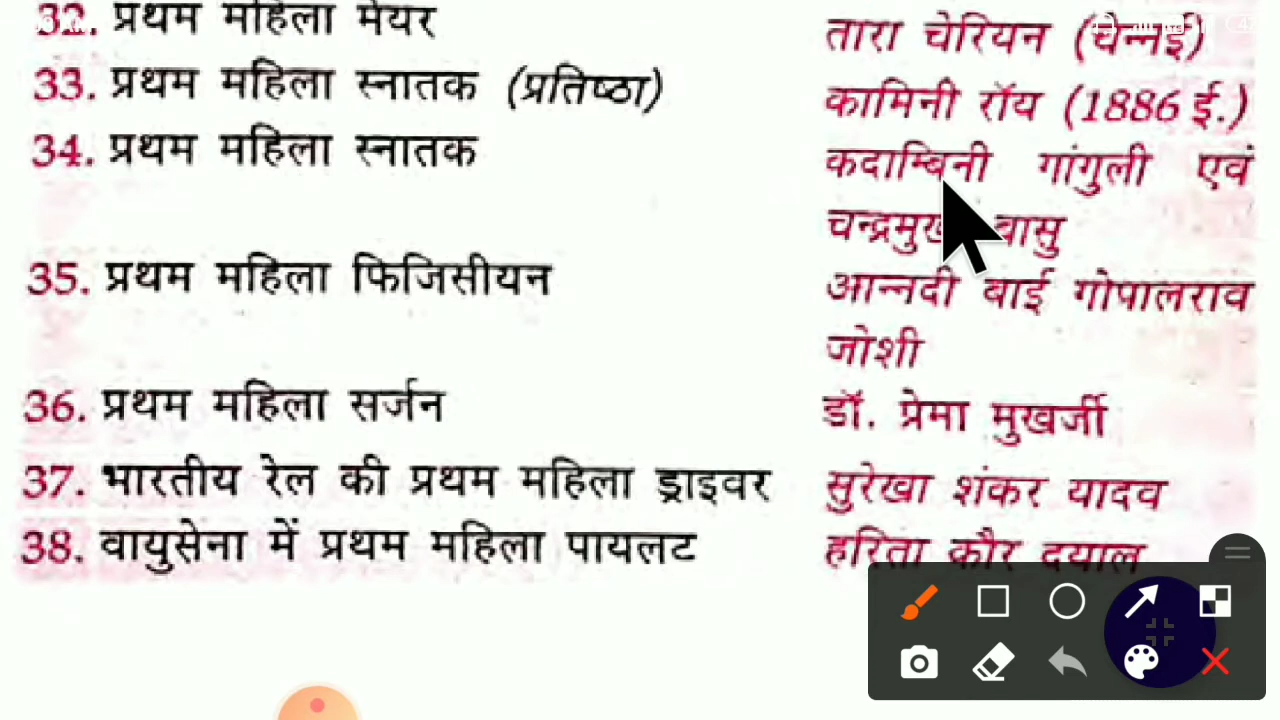 32. प्रथम महिला मेयर तारा चेरियन (चेन्नई)
33. प्रथम महिला स्नातक (प्रतिष्ठा) कामिनी रॉय (1886 ई.)
34. प्रथम महिला स्नातक कदाम्बिनी गांगुली एवं
वासु
35. प्रथम महिला फिजिसीयन आन्नदी बाई गोपालराव
जोशी
36. प्रथम महिला सर्जन डॉ. प्रेमा मुखर्जी
37. भारतीय रेल की प्रथम महिला ड्राइवर सुरेखा शंकर यादव
38. वायुसेना में प्रथम महिला पायलट हरिता कौर दयाल